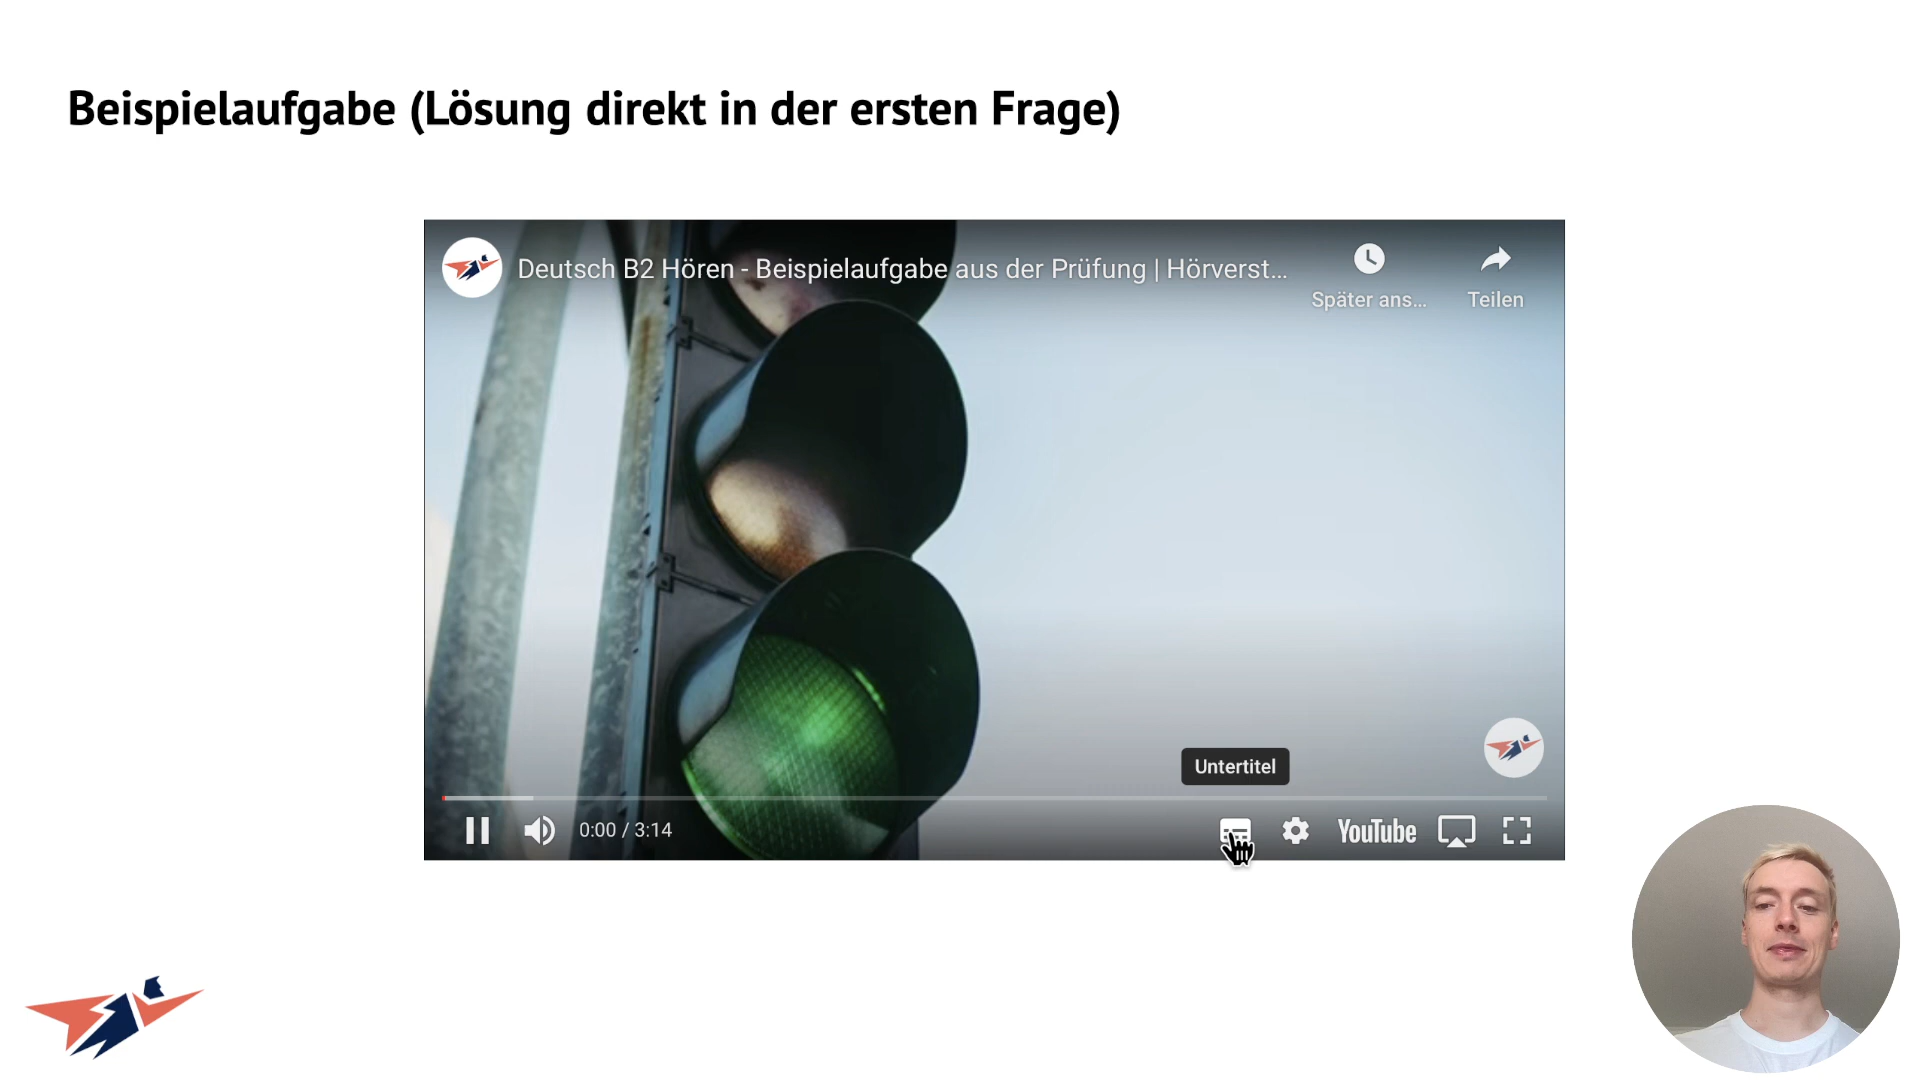 Beispielaufgabe (Lösung direkt in der ersten Frage)
Deutsch B2 Hören - Beispielaufgabe aus der Prüfung | Hörverst...
Später ans...
Teilen
Untertitel
0:00 / 3:14
YouTube